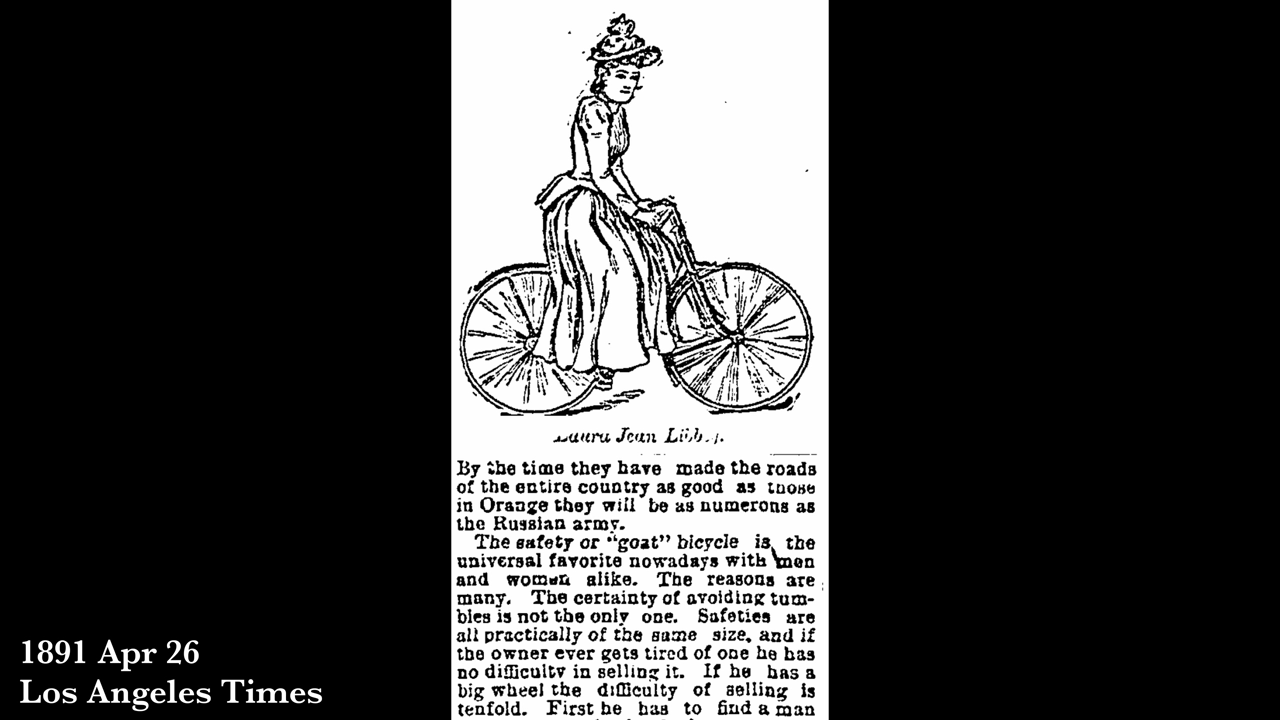 Laura Jean Libbey.
By the time they have made the roads
of the entire country as good as those
in Orange they will be as numerons as
the Russian army.
The safety or “goat” bicycle is the
universal favorite nowadays with men
and women alike. The reasons are
many. The certainty of avoiding tum-
bles is not the only one. Safeties are
all practically of the same size, and if
the owner ever gets tired of one he has
no difficulty in selling it. If he has a
big wheel the difficulty of selling is
tenfold. First he has to find a man
1891 Apr 26
Los Angeles Times